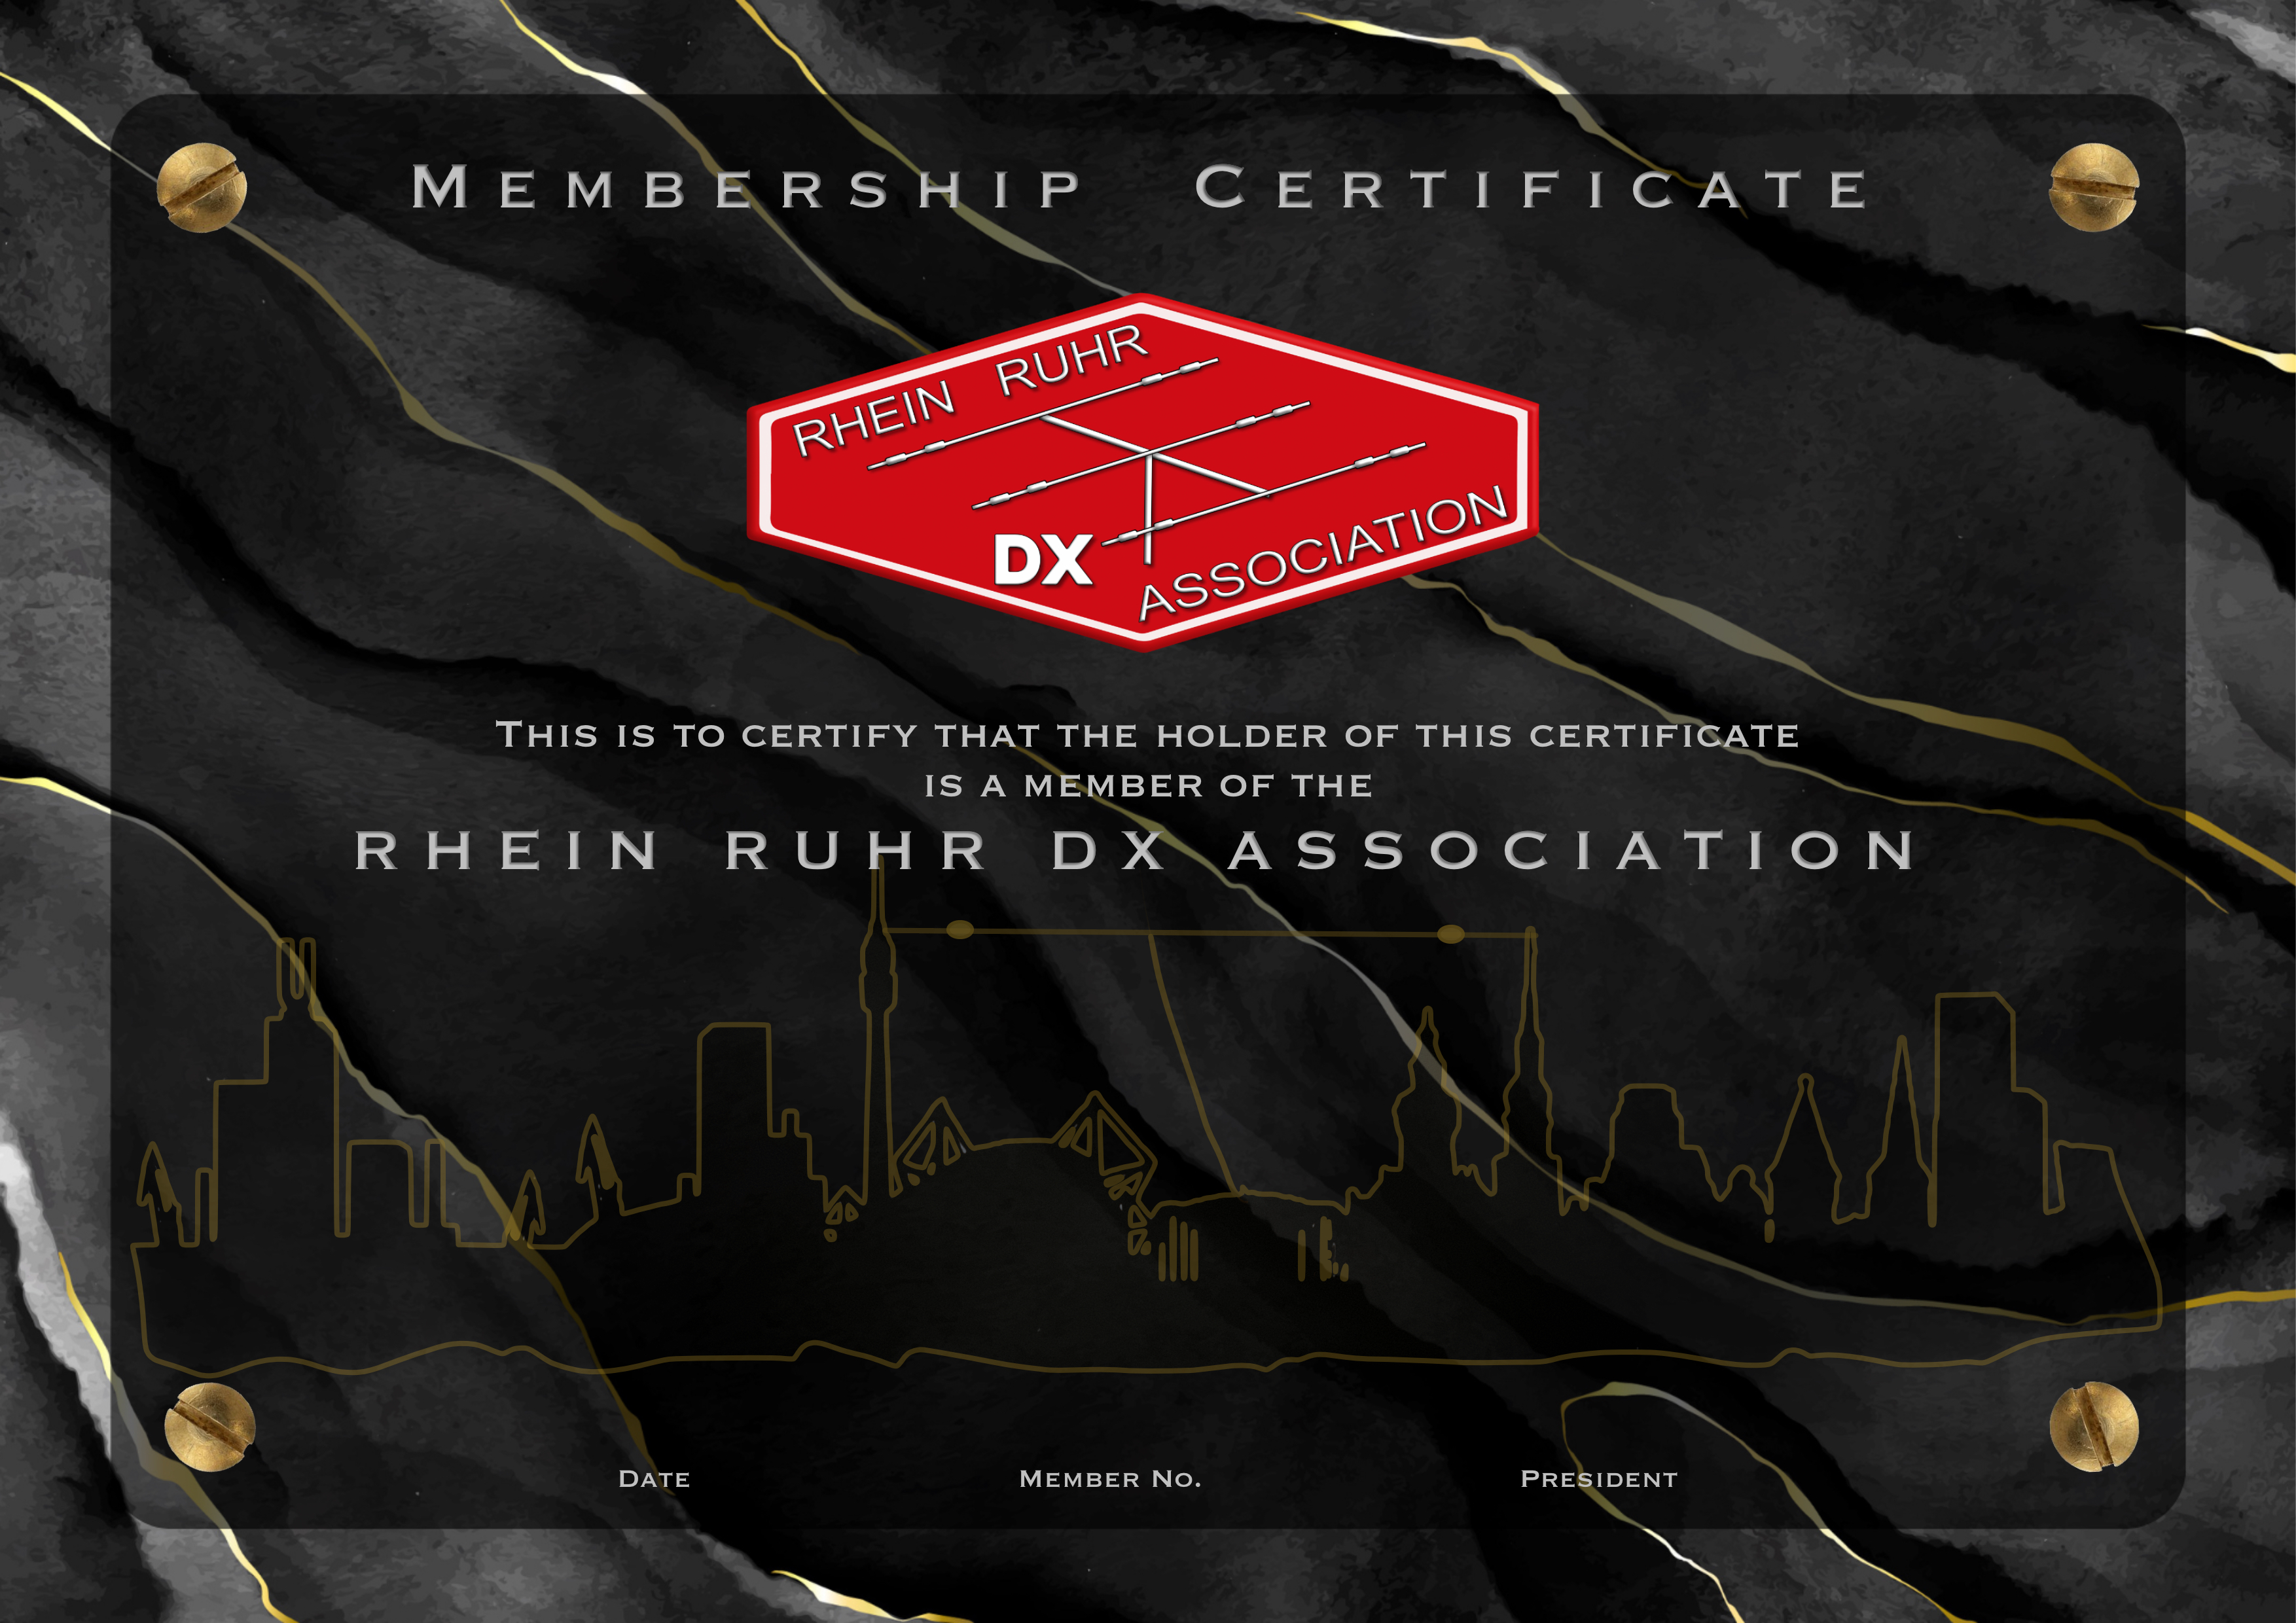 Membership Certificate
RHEIN RUHR
DX ASSOCIATION
This is to certify that the holder of this certificate
is a member of the
RHEIN RUHR DX ASSOCIATION
Date Member No. President